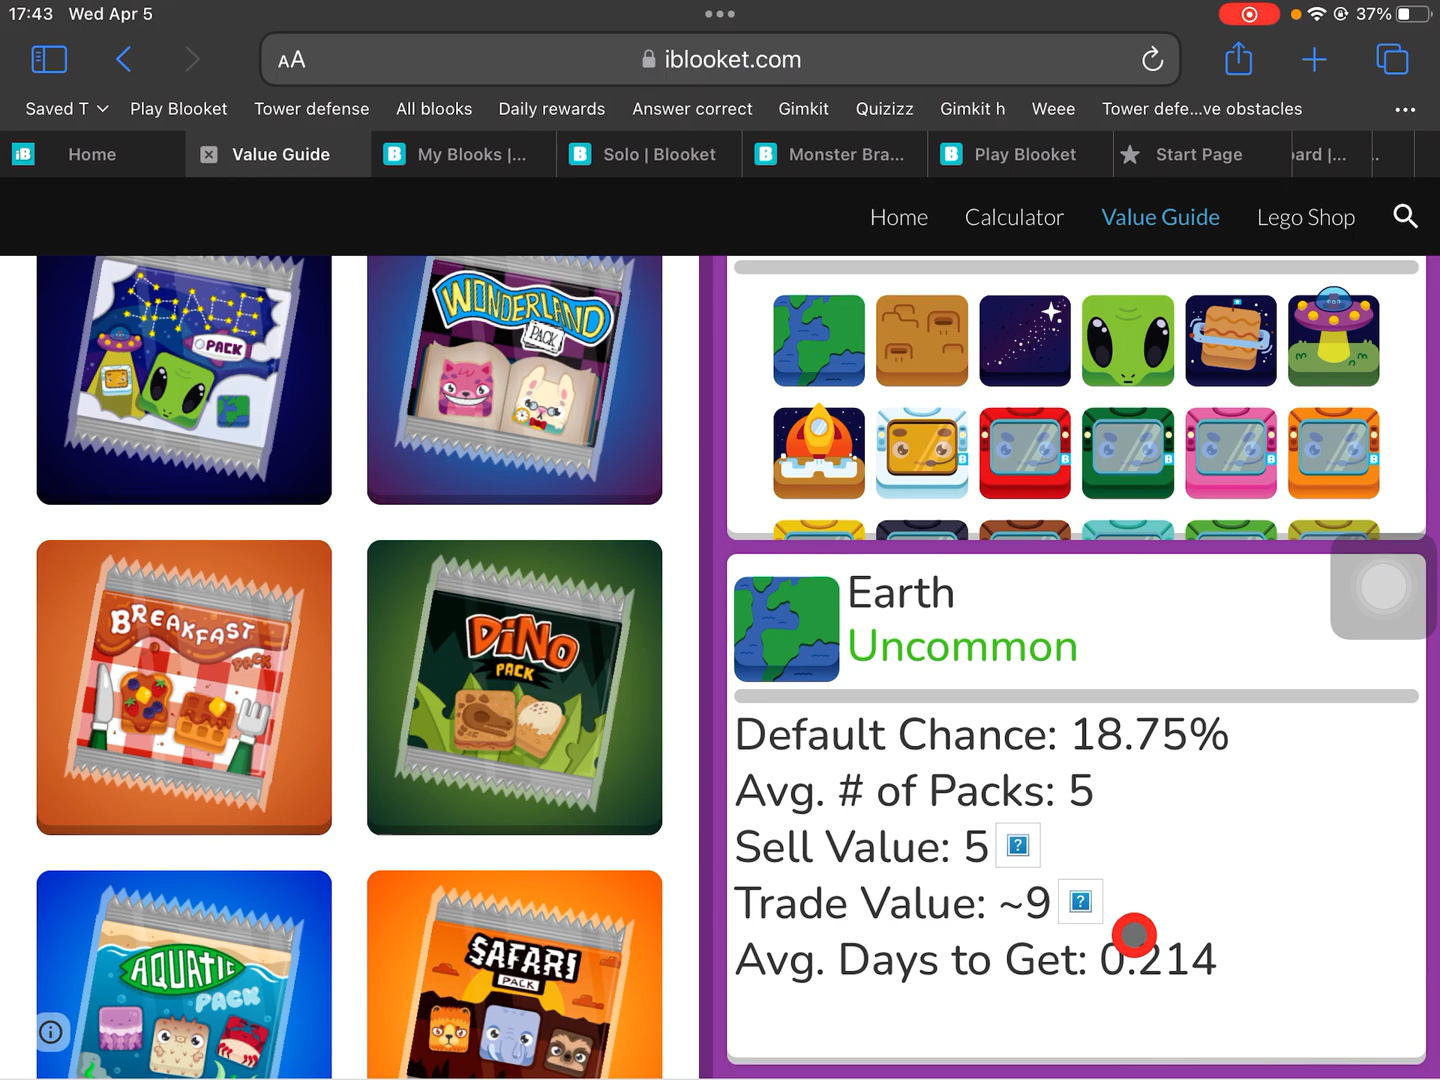 17:43 Wed Apr 5
37%
AA
iblooket.com
Saved T
Play Blooket
Tower defense
All blooks
Daily rewards
Answer correct
Gimkit
Quizizz
Gimkit h
Weee
Tower defe...ve obstacles
iB Home
Value Guide
B My Blooks |...
B Solo | Blooket
B Monster Bra...
B Play Blooket
Start Page
ard |...
Home
Calculator
Value Guide
Lego Shop
SPACE
PACK
WONDERLAND
PACK
BREAKFAST
PACK
DINO
PACK
AQUATIC
PACK
SAFARI
PACK
Earth
Uncommon
Default Chance: 18.75%
Avg. # of Packs: 5
Sell Value: 5
Trade Value: ~9
Avg. Days to Get: 0.214